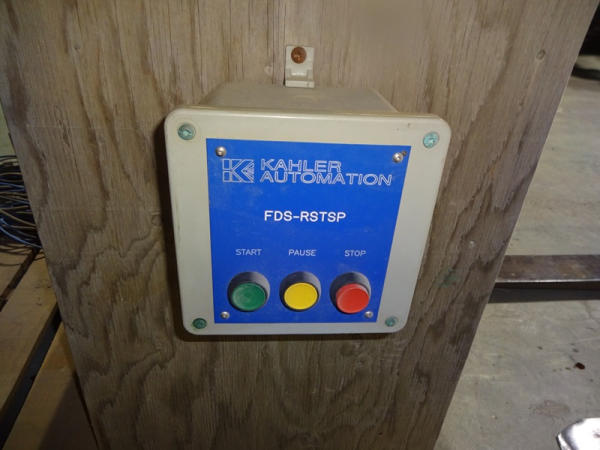 KAHLER
AUTOMATION
FDS-RSTSP
START PAUSE STOP